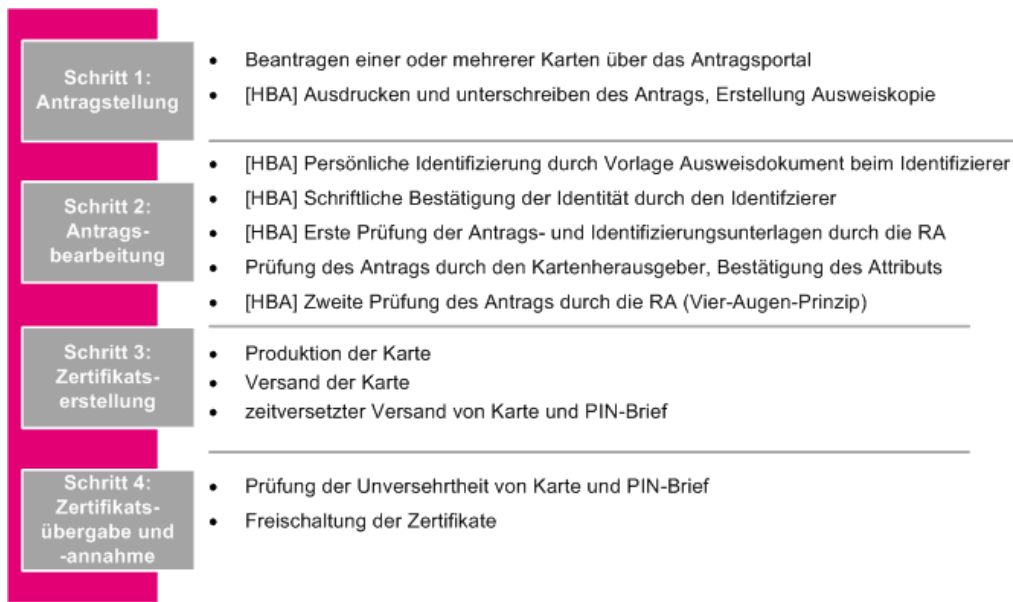 Schritt 1:
Antragstellung
• Beantragen einer oder mehrerer Karten über das Antragsportal
• [HBA] Ausdrucken und unterschreiben des Antrags, Erstellung Ausweiskopie
Schritt 2:
Antrags-
bearbeitung
• [HBA] Persönliche Identifizierung durch Vorlage Ausweisdokument beim Identifizierer
• [HBA] Schriftliche Bestätigung der Identität durch den Identifzierer
• [HBA] Erste Prüfung der Antrags- und Identifizierungsunterlagen durch die RA
• Prüfung des Antrags durch den Kartenherausgeber, Bestätigung des Attributs
• [HBA] Zweite Prüfung des Antrags durch die RA (Vier-Augen-Prinzip)
Schritt 3:
Zertifikats-
erstellung
• Produktion der Karte
• Versand der Karte
• zeitversetzter Versand von Karte und PIN-Brief
Schritt 4:
Zertifikats-
übergabe und
-annahme
• Prüfung der Unversehrtheit von Karte und PIN-Brief
• Freischaltung der Zertifikate